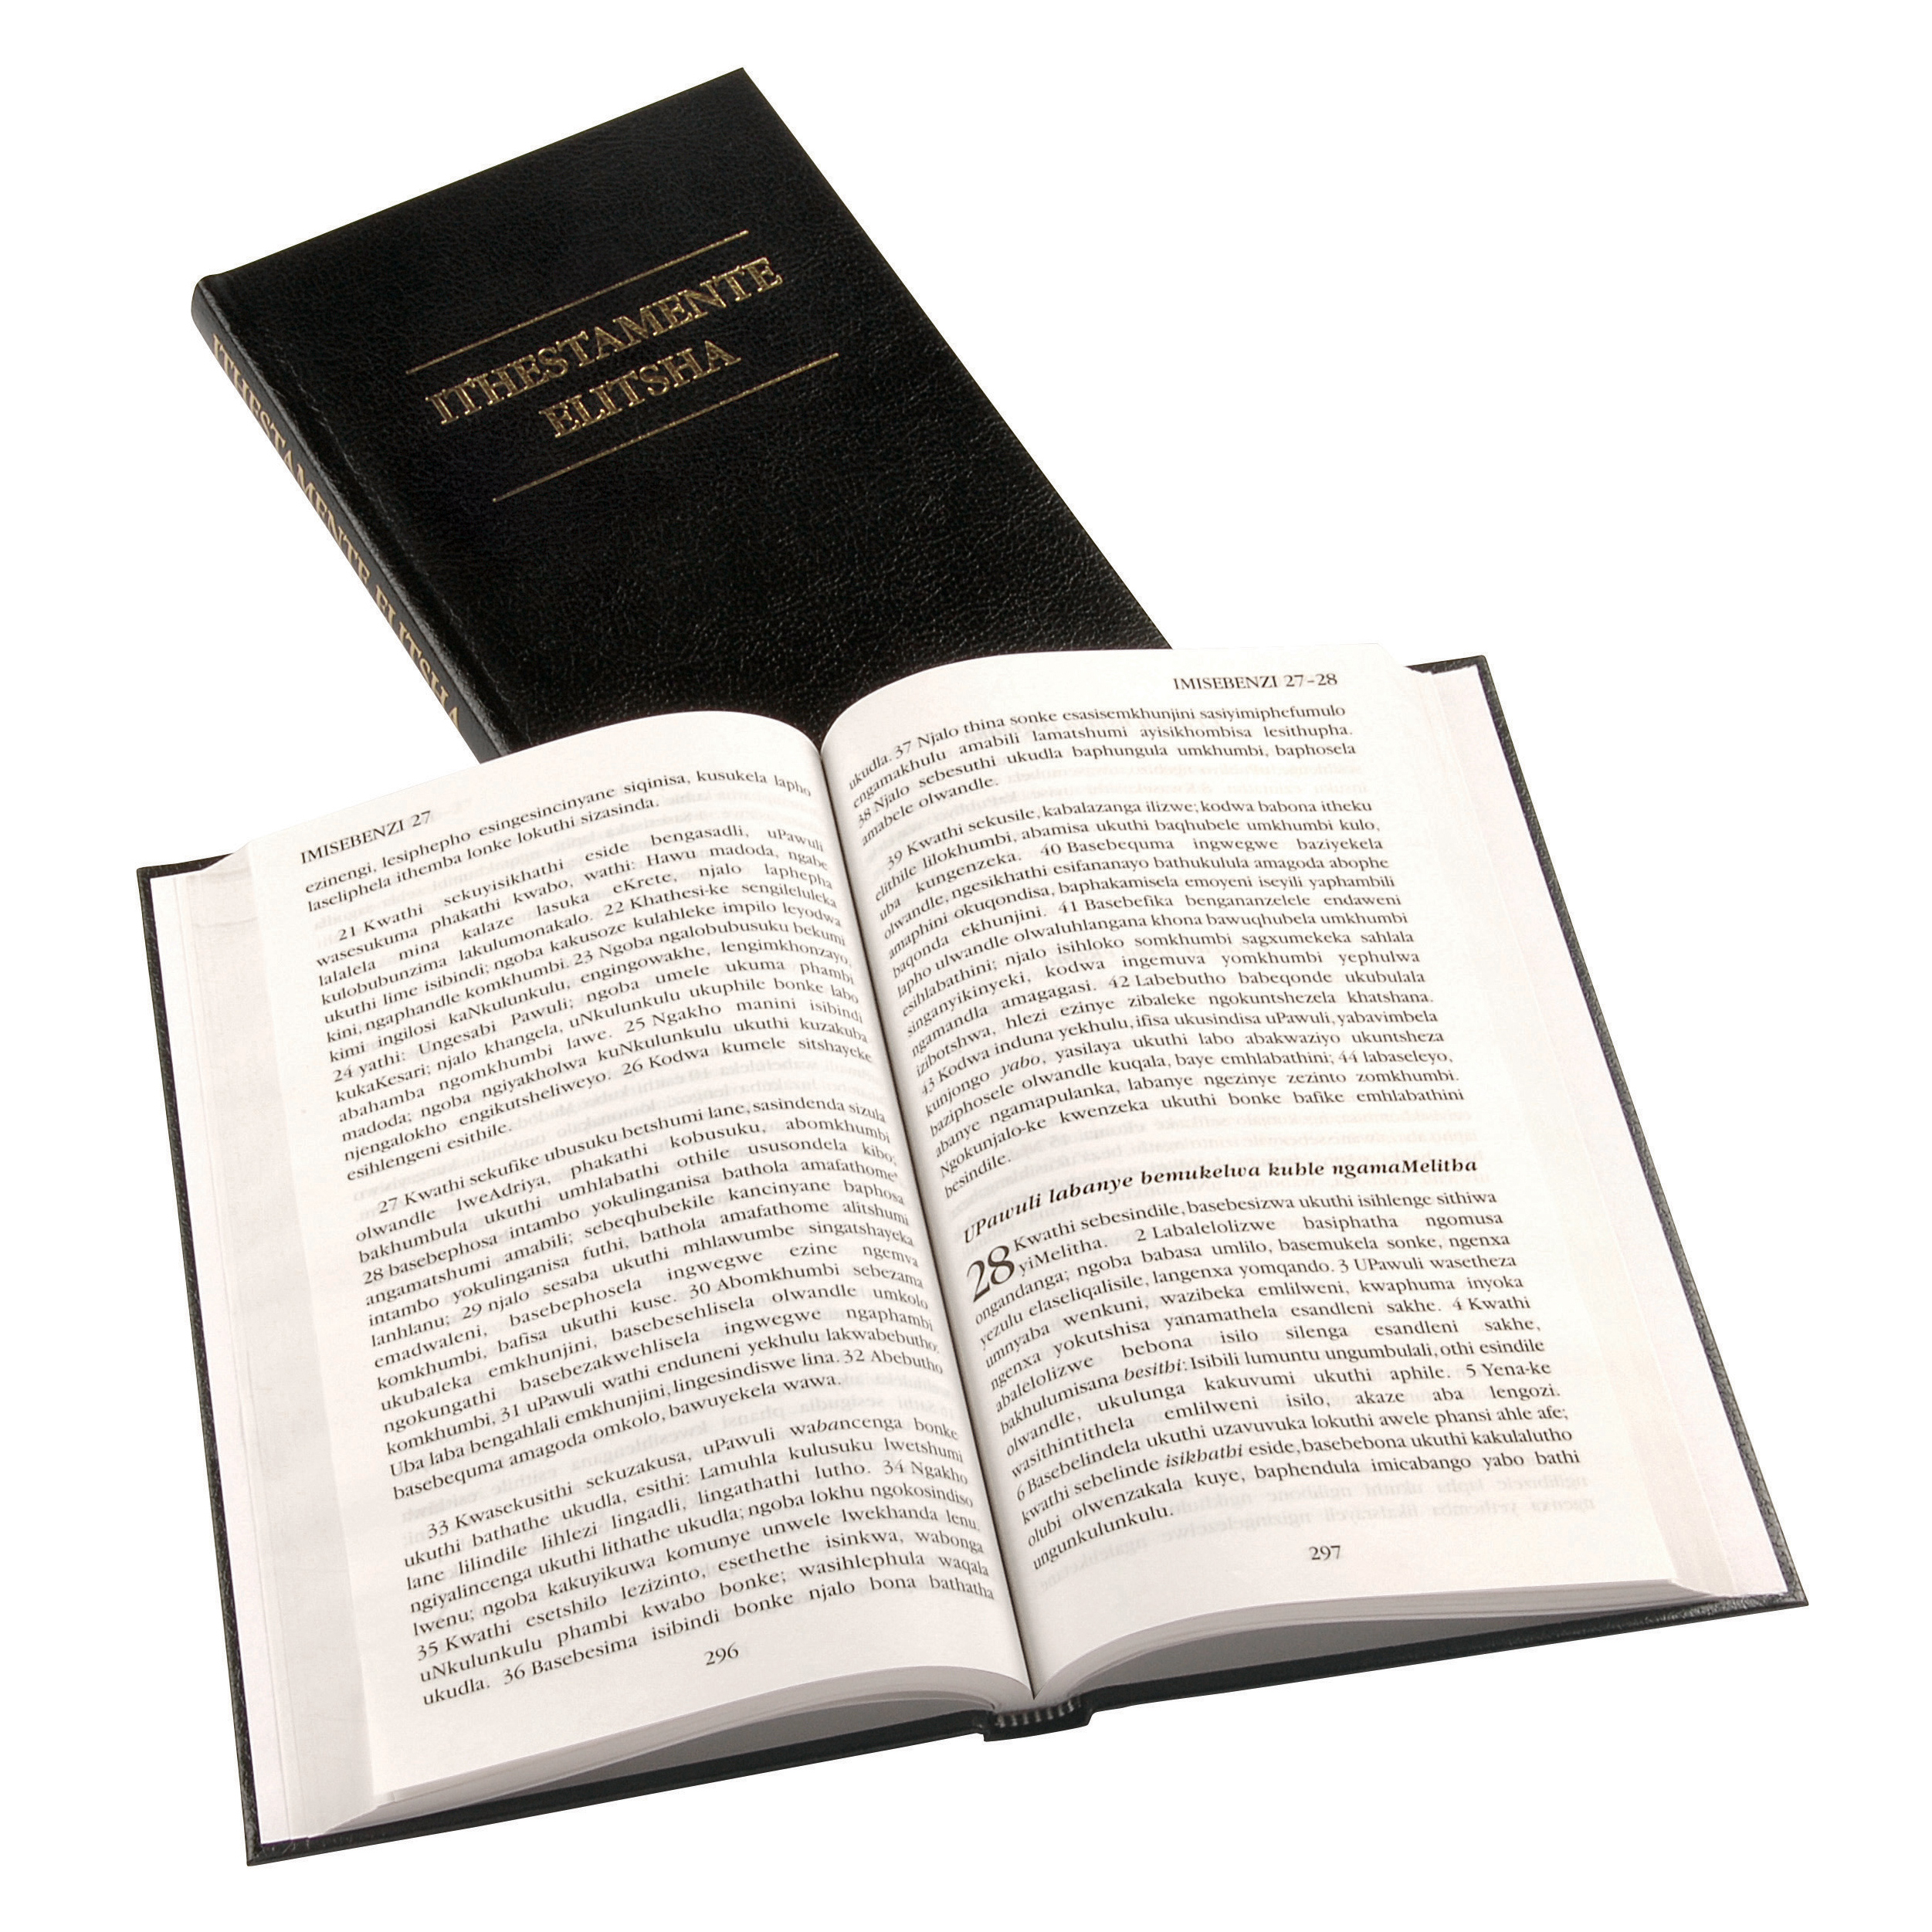 ITHESTAMENTE
ELITSHA
ITHESTAMENTE ELITSHA
IMISEBENZI 27
ezinengi, lesiphepho esingesincinyane siqinisa, kusukela lapho
laseliphela ithemba lonke lokuthi sizasinda.
21 Kwathi sekuyisikhathi eside bengasadli, uPawuli
wasesukuma phakathi kwabo, wathi: Hawu madoda, ngabe
lalalela mina kalaze lasuka eKrete, njalo laphepha
kulobubunzima lakulumonakalo. 22 Khathesi-ke sengileluleka
ukuthi lime isibindi; ngoba kakusoze kulahleke impilo leyodwa
kini, ngaphandle komkhumbi. 23 Ngoba ngalobubusuku bekumi
kimi ingilosi kaNkulunkulu, engingowakhe, lengimkhonzayo,
24 yathi: Ungesabi Pawuli; ngoba umele ukuma phambi
kukaKesari; njalo khangela, uNkulunkulu ukuphile bonke labo
abahamba ngomkhumbi lawe. 25 Ngakho manini isibindi
madoda; ngoba ngiyakholwa kuNkulunkulu ukuthi kuzakuba
njengalokho engikutsheliweyo. 26 Kodwa kumele sitshayeke
esihlengeni esithile.
27 Kwathi sekufike ubusuku betshumi lane, sasindenda sizula
olwandle lweAdriya, phakathi kobusuku, abomkhumbi
bakhumbula ukuthi umhlabathi othile ususondela kibo;
28 basebephosa intambo yokulinganisa bathola amafathome
angamatshumi amabili; sebeqhubekile kancinyane baphosa
intambo yokulinganisa futhi, bathola amafathome alitshumi
lanhlanu; 29 njalo sesaba ukuthi mhlawumbe singatshayeka
emadwaleni, basebephosela ingwegwe ezine ngemva
komkhumbi, bafisa ukuthi kuse. 30 Abomkhumbi sebezama
ukubaleka emkhunjini, basebesehlisela olwandle umkolo
ngokungathi basebezakwehlisela ingwegwe ngaphambi
komkhumbi, 31 uPawuli wathi enduneni yekhulu lakwabebutho:
Uba laba bengahlali emkhunjini, lingesindiswe lina. 32 Abebutho
basebequma amagoda omkolo, bawuyekela wawa.
33 Kwasekusithi sekuzakusa, uPawuli wabancenga bonke
ukuthi bathathe ukudla, esithi: Lamuhla kulusuku lwetshumi
lane lilindile lihlezi lingadli, lingathathi lutho. 34 Ngakho
ngiyalincenga ukuthi lithathe ukudla; ngoba lokhu ngokosindiso
lwenu; ngoba kakuyikuwa komunye unwele lwekhanda lenu.
35 Kwathi esetshilo lezizinto, esethethe isinkwa, wabonga
uNkulunkulu phambi kwabo bonke; wasihlephula waqala
ukudla. 36 Basebesima isibindi bonke njalo bona bathatha
296
IMISEBENZI 27–28
ukudla. 37 Njalo thina sonke esasisemkhunjini sasiyimiphefumulo
engamakhulu amabili lamatshumi ayisikhombisa lesithupha.
38 Njalo sebesuthi ukudla baphungula umkhumbi, baphosela
amabele olwandle.
39 Kwathi sekusile, kabalazanga ilizwe; kodwa babona itheku
elithile lilokhumbi, abamisa ukuthi baqhubele umkhumbi kulo,
uba kungenzeka. 40 Basebequma ingwegwe baziyekela
olwandle, ngesikhathi esifananayo bathukulula amagoda abophe
amaphini okuqondisa, baphakamisela emoyeni iseyili yaphambili
baqonda ekhunjini. 41 Basebefika bengananzelele endaweni
lapho ulwandle olwaluhlangana khona bawuqhubela umkhumbi
esihlabathini; njalo isihloko somkhumbi sagxumekeka sahlala
singanyikinyeki, kodwa ingemuva yomkhumbi yephulwa
ngamandla amagagasi. 42 Labebutho babeqonde ukubulala
izibotshwa, hlezi ezinye zibaleke ngokuntshezela khatshana.
43 Kodwa induna yekhulu, ifisa ukusindisa uPawuli, yabavimbela
kunjongo yabo, yasilaya ukuthi labo abakwaziyo ukuntsheza
baziphosele olwandle kuqala, baye emhlabathini; 44 labaseleyo,
abanye ngamapulanka, labanye ngezinye zezinto zomkhumbi.
Ngokunjalo-ke kwenzeka ukuthi bonke bafike emhlabathini
besindile.
UPawuli labanye bemukelwa kuhle ngamaMelitha
28 Kwathi sebesindile, basebesizwa ukuthi isihlenge sithiwa
yiMelitha. 2 Labalelolizwe basiphatha ngomusa
ongandanga; ngoba babasa umlilo, basemukela sonke, ngenxa
yezulu elaseliqalisile, langenxa yomqando. 3 UPawuli wasetheza
umnyaba wenkuni, wazibeka emlilweni, kwaphuma inyoka
ngenxa yokutshisa yanamathela esandleni sakhe. 4 Kwathi
abalelolizwe bebona isilo silenga esandleni sakhe,
bakhulumisana besithi: Isibili lumuntu ungumbulali, othi esindile
olwandle, ukulunga kakuvumi ukuthi aphile. 5 Yena-ke
wasithintithela emlilweni isilo, akaze aba lengozi.
6 Basebelindela ukuthi uzavuvuka lokuthi awele phansi ahle afe;
kwathi sebelinde isikhathi eside, basebebona ukuthi kakulalutho
olubi olwenzakala kuye, baphendula imicabango yabo bathi
ungunkulunkulu.
297